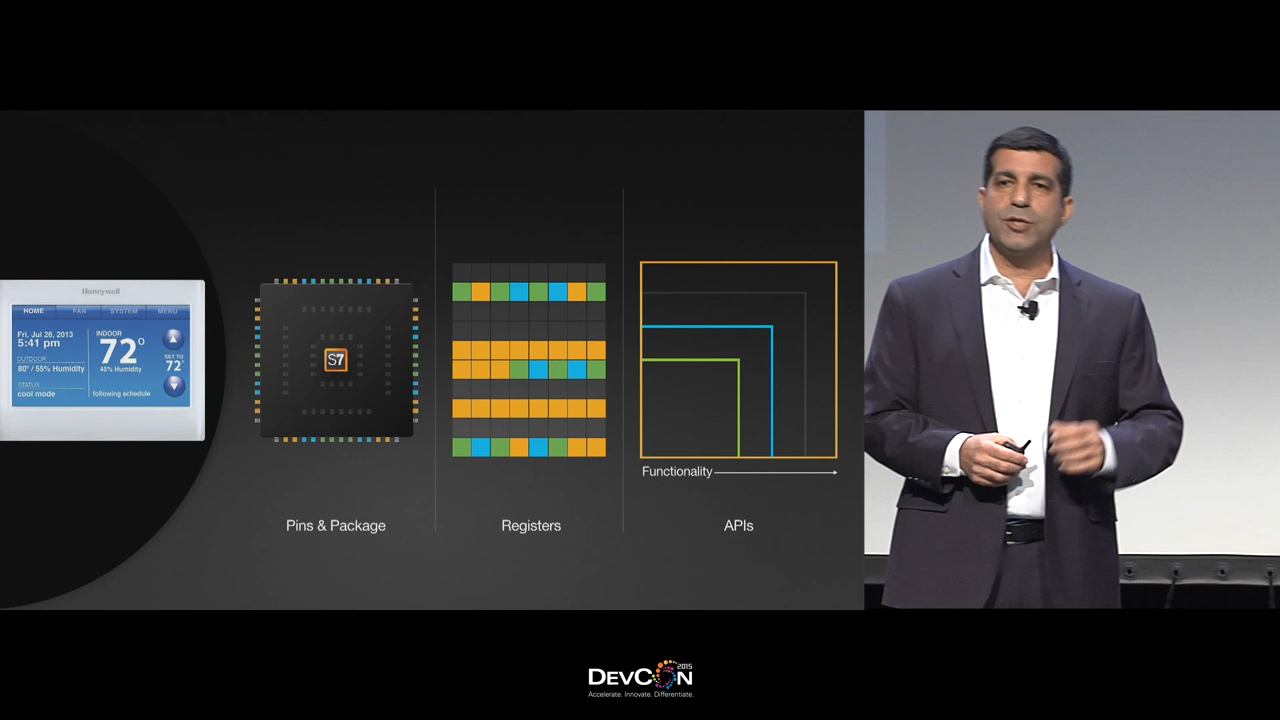 Honeywell
HOME FAN SYSTEM MENU
Fri, Jul 26, 2013
5:41 pm
OUTDOOR
80° / 55% Humidity
STATUS
cool mode
INDOOR
72°
45% Humidity
following schedule
SET TO
72°
S7
Functionality
Pins & Package
Registers
APIs
DEVCON 2015
Accelerate. Innovate. Differentiate.